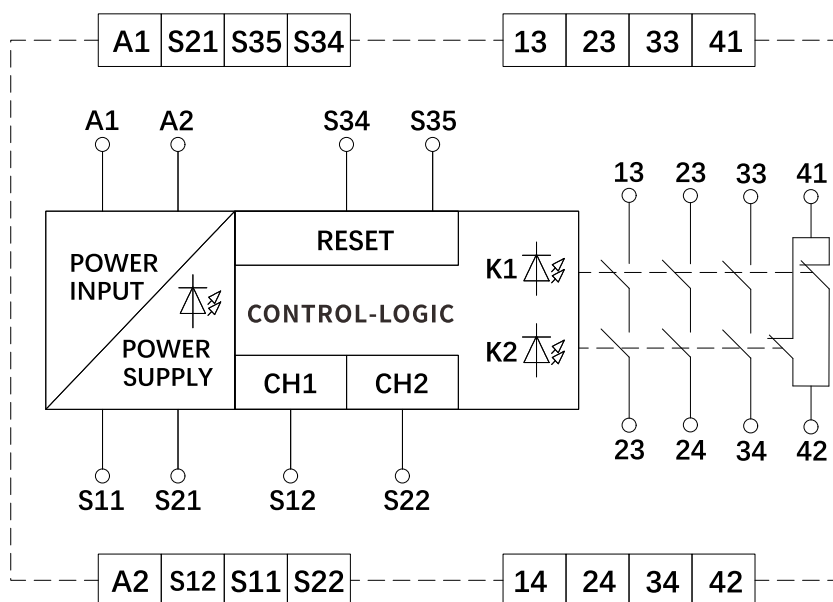 A1 S21 S35 S34 13 23 33 41
A1 A2 S34 S35
13 23 33 41
RESET
POWER
INPUT
K1
CONTROL-LOGIC
POWER
SUPPLY
K2
CH1 CH2
23 24 34 42
S11 S21 S12 S22
A2 S12 S11 S22 14 24 34 42